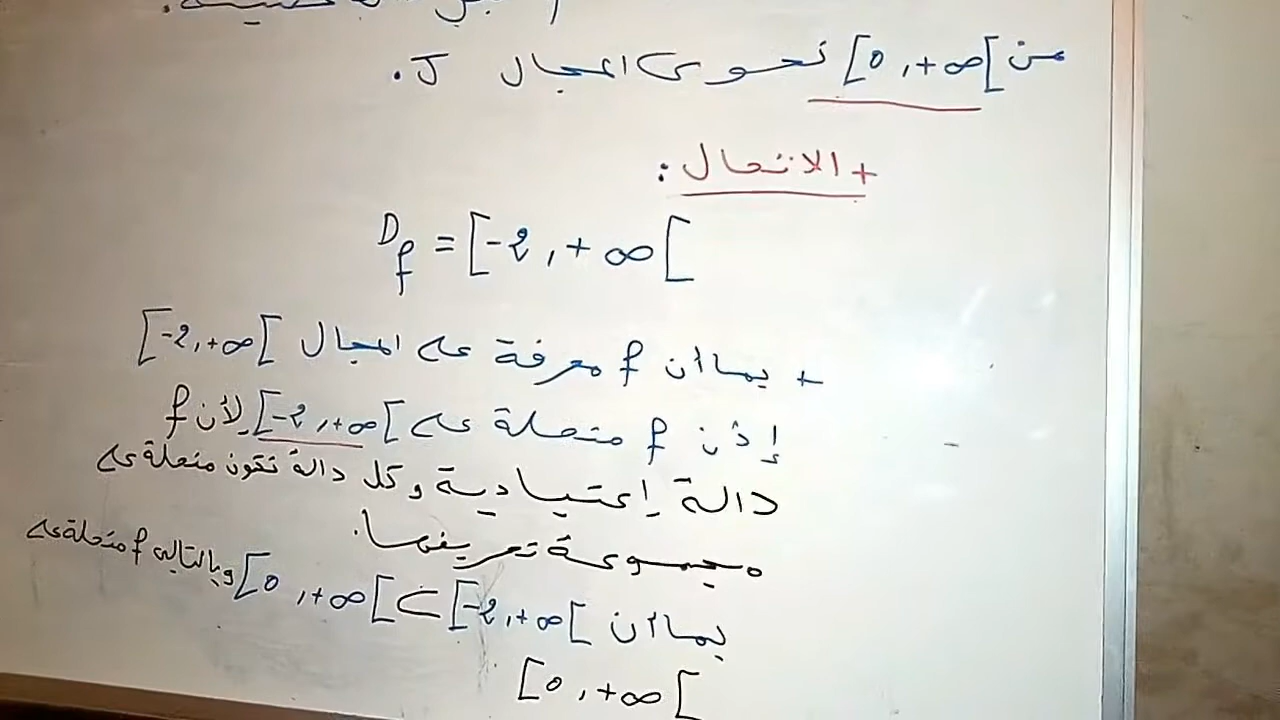 من [0, +∞[ نحوى المجال J.
+ الاتصال:
D_f = [-2, +∞[
+ بما أن f معرفة على المجال [-2, +∞[
إذن f متصلة على [-2, +∞[ لأن f
دالة إعتيادية وكل دالة تكون متصلة على
مجموعة تعريفها.
بما أن [0, +∞[ ⊂ [-2, +∞[ وبالتالي f متصلة على
[0, +∞[